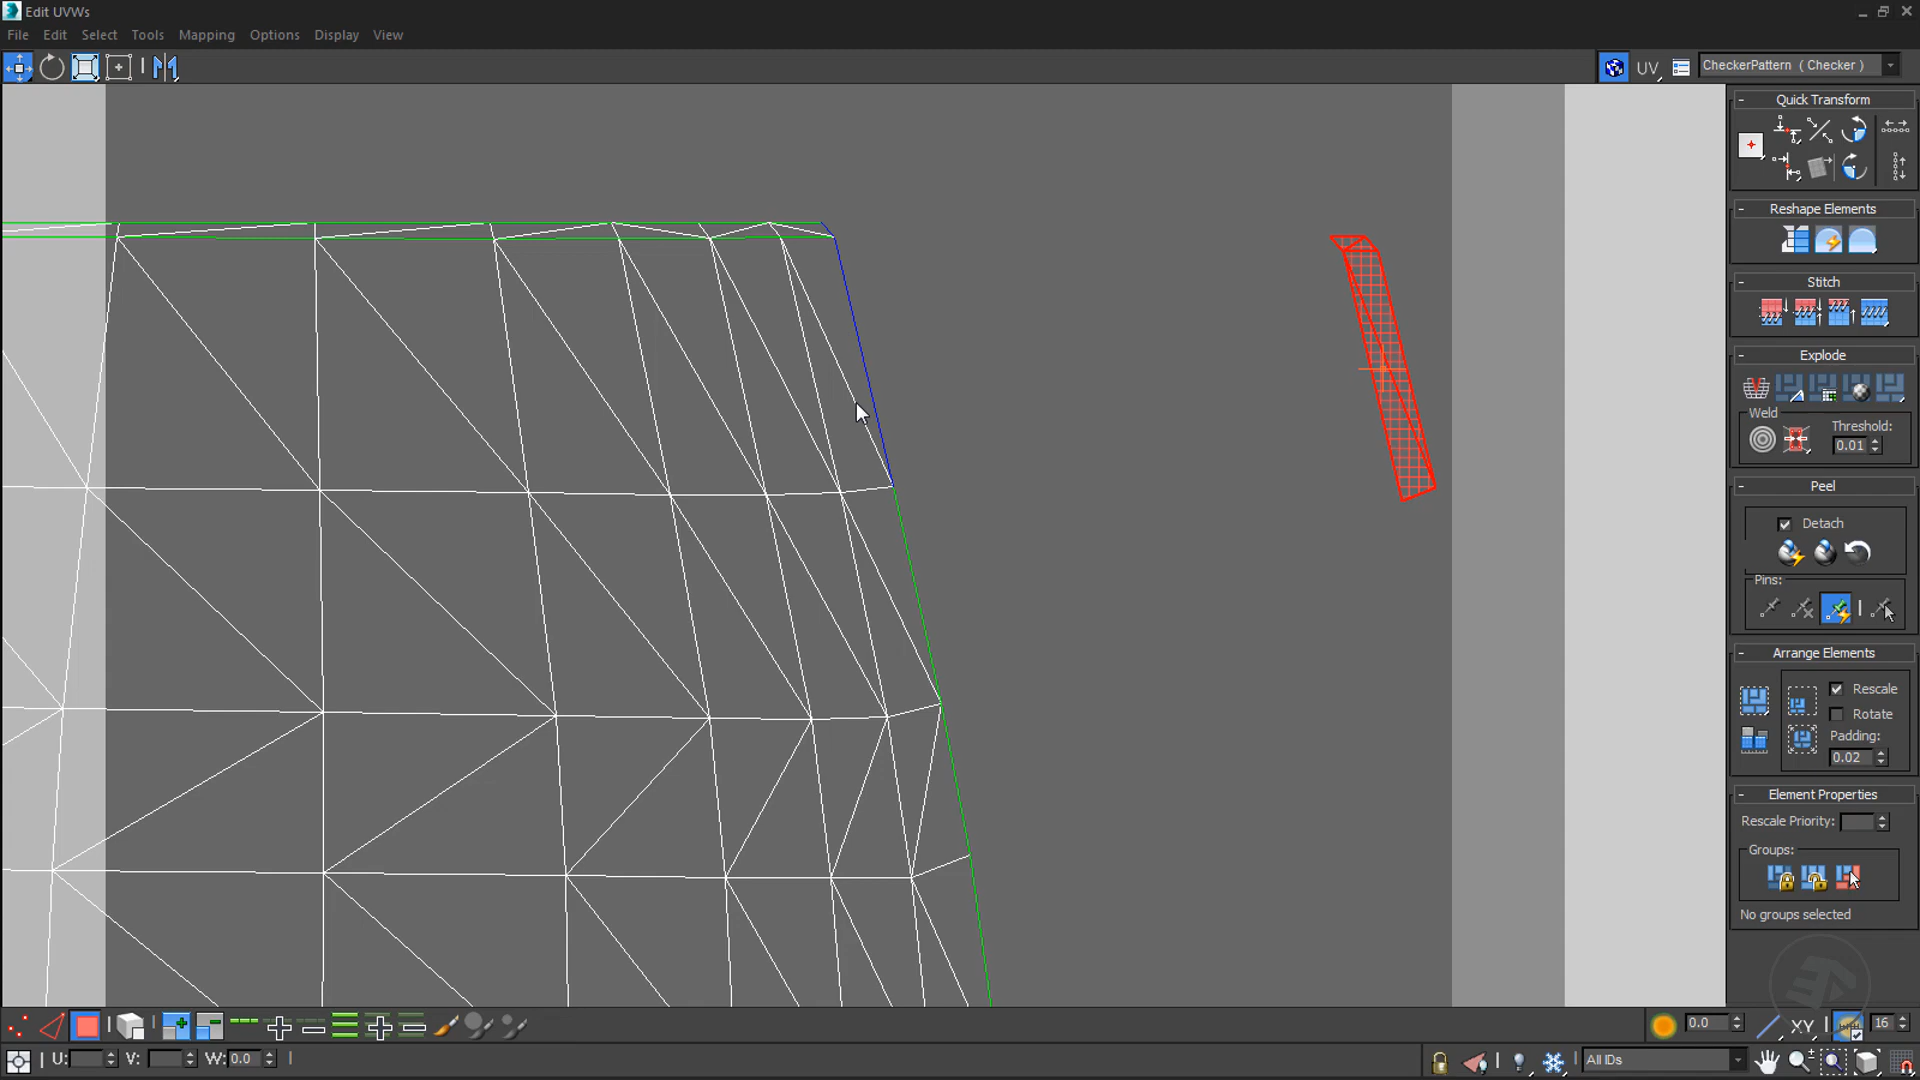 Edit UVWs
File Edit Select Tools Mapping Options Display View
UV CheckerPattern ( Checker )
Quick Transform
Reshape Elements
Stitch
Explode
Weld
Threshold:
0.01
Peel
Detach
Pins:
Arrange Elements
Rescale
Rotate
Padding:
0.02
Element Properties
Rescale Priority:
Groups:
No groups selected
0.0 XY 16
U: V: W: 0.0 All IDs